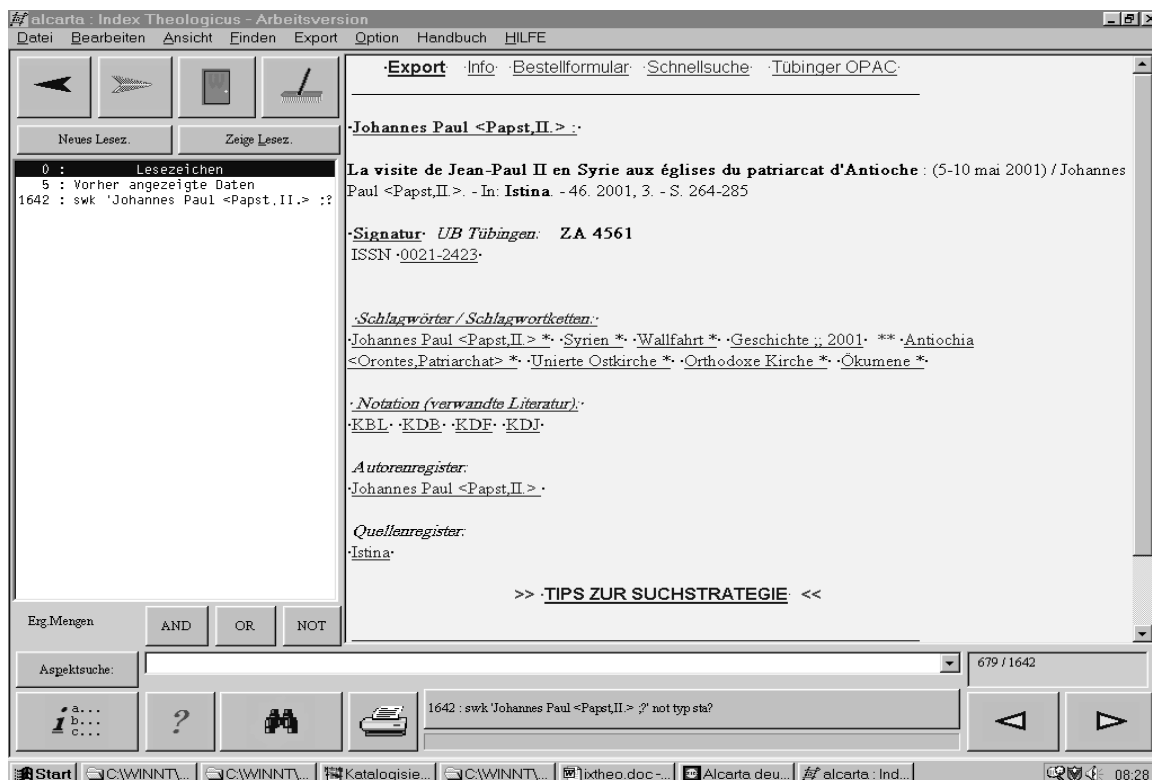 alcarta : Index Theologicus - Arbeitsversion
Datei Bearbeiten Ansicht Finden Export Option Handbuch HILFE
Neues Lesez. Zeige Lesez.
0 : Lesezeichen
5 : Vorher angezeigte Daten
1642 : swk 'Johannes Paul <Papst,II.> ;?
Erg.Mengen AND OR NOT
·Export· ·Info· ·Bestellformular· ·Schnellsuche· ·Tübinger OPAC·
·Johannes Paul <Papst,II.> :·
La visite de Jean-Paul II en Syrie aux églises du patriarcat d'Antioche : (5-10 mai 2001) / Johannes
Paul <Papst,II.>. - In: Istina. - 46. 2001, 3. - S. 264-285
·Signatur· UB Tübingen: ZA 4561
ISSN ·0021-2423·
·Schlagwörter / Schlagwortketten:·
·Johannes Paul <Papst,II.> *· ·Syrien *· ·Wallfahrt *· ·Geschichte ;; 2001· ** ·Antiochia
<Orontes,Patriarchat> *· ·Unierte Ostkirche *· ·Orthodoxe Kirche *· ·Ökumene *·
·Notation (verwandte Literatur):·
·KBL· ·KDB· ·KDF· ·KDJ·
Autorenregister:
·Johannes Paul <Papst,II.> ·
Quellenregister:
·Istina·
>> ·TIPS ZUR SUCHSTRATEGIE· <<
Aspektsuche: 679 / 1642
i a... b... c... ? 1642 : swk 'Johannes Paul <Papst,II.> ;?' not typ sta?
Start C:\WINNT\... C:\WINNT\... Katalogisie... C:\WINNT\... ixtheo.doc -... Alcarta deu... alcarta : Ind... 08:28